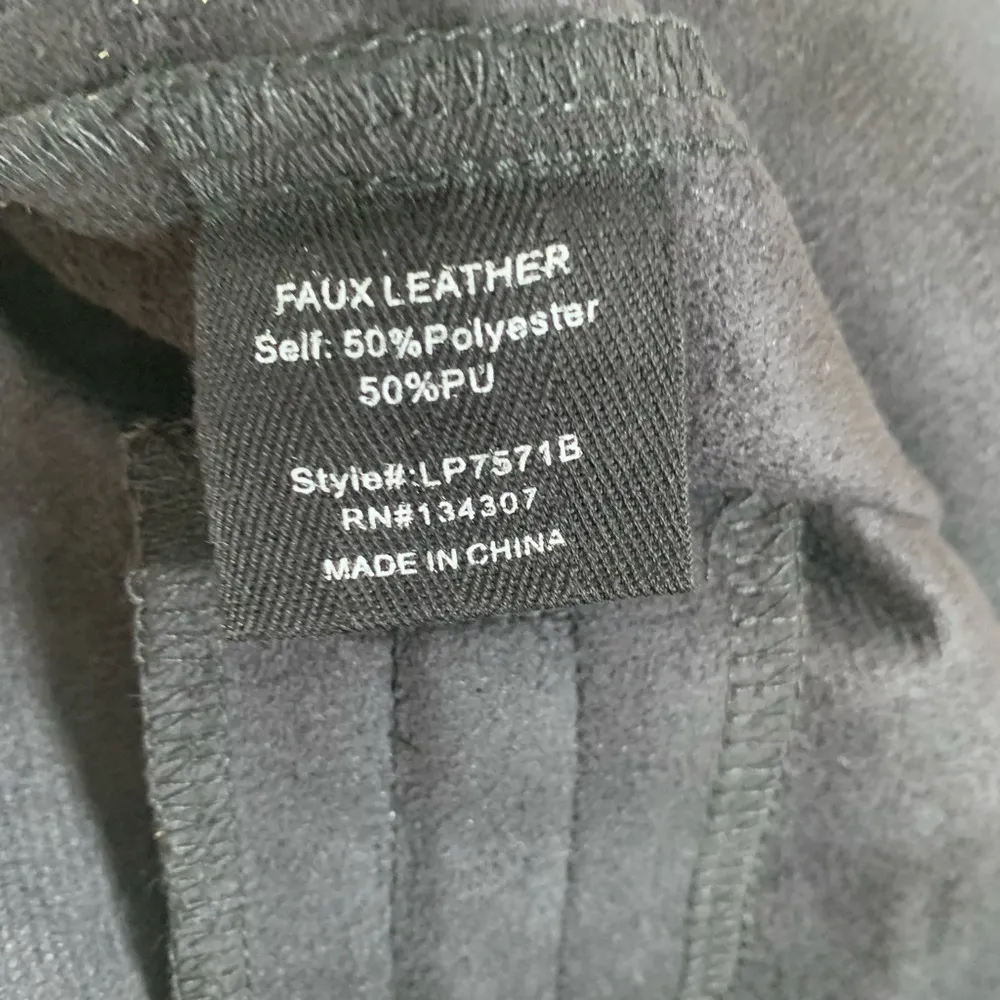 FAUX LEATHER
Self: 50%Polyester
50%PU
Style#:LP7571B
RN#134307
MADE IN CHINA